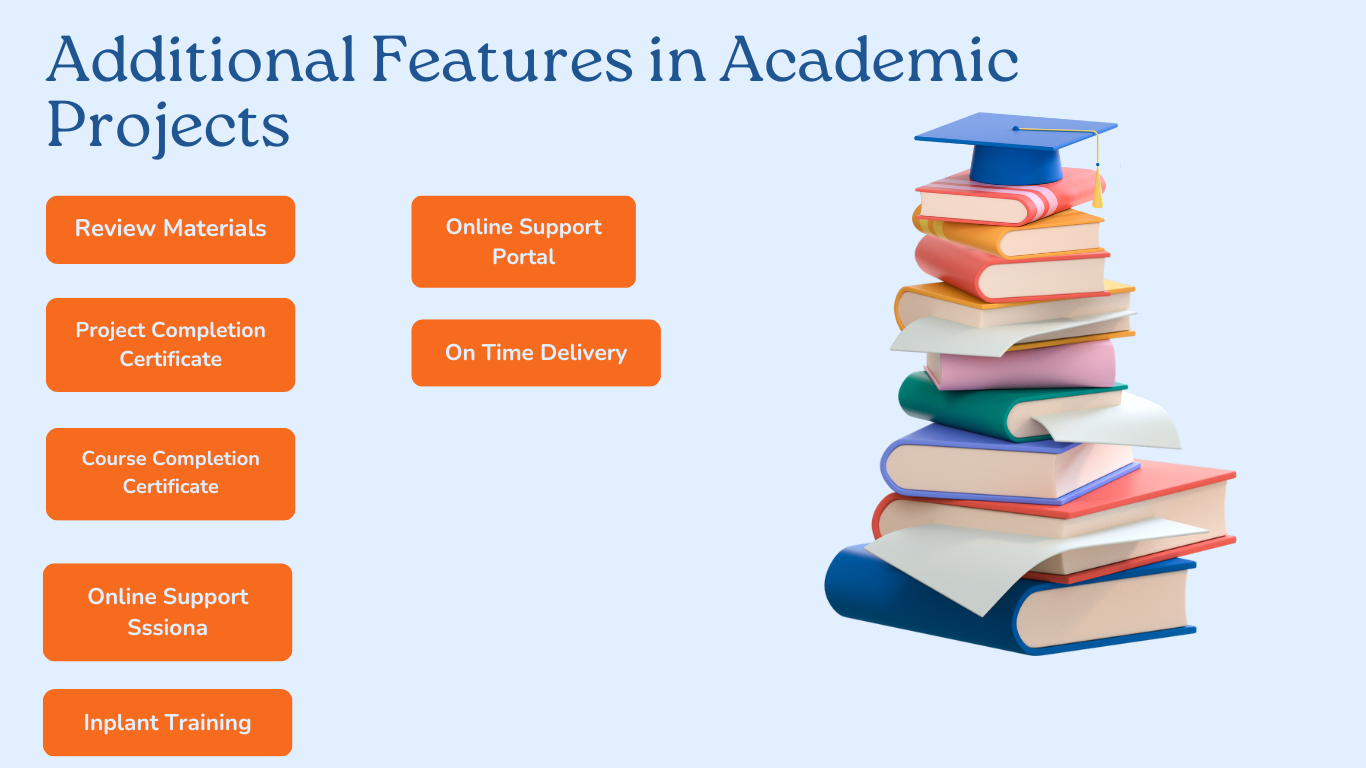 Additional Features in Academic
Projects
Review Materials
Project Completion
Certificate
Course Completion
Certificate
Online Support
Sssiona
Inplant Training
Online Support
Portal
On Time Delivery